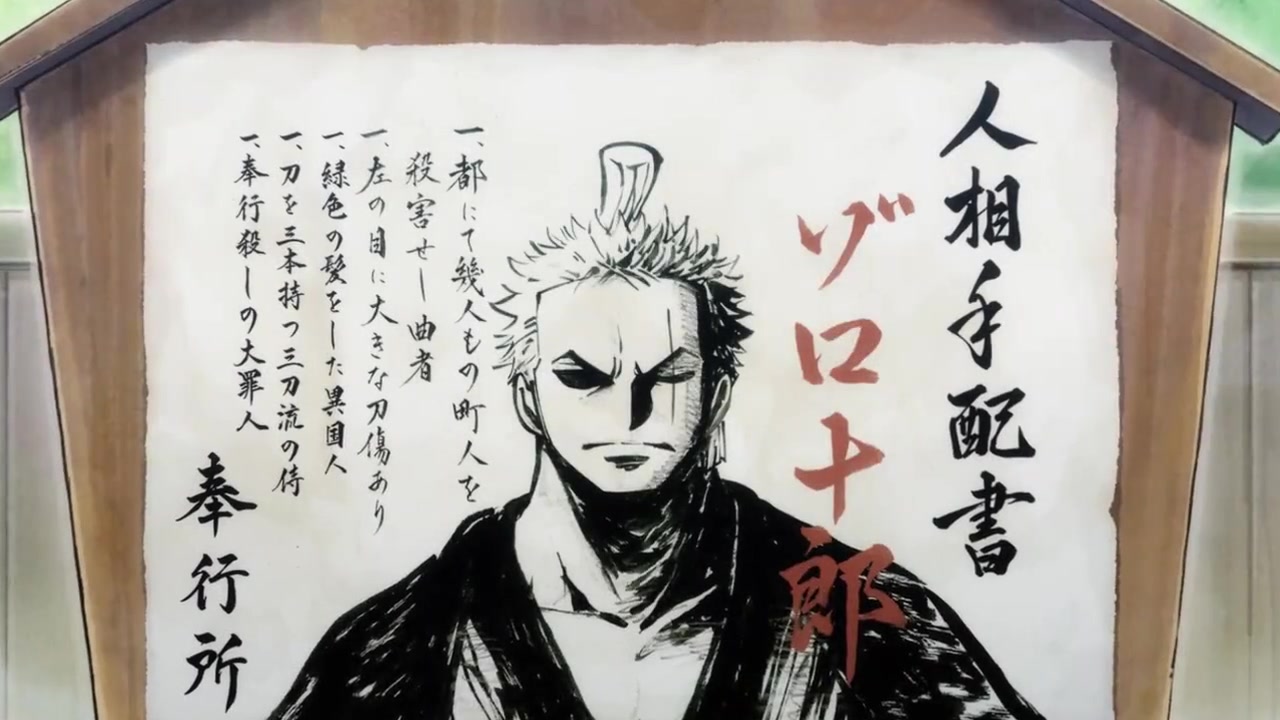 人相手配書
ゾロ十郎
一、都にて幾人もの町人を
殺害せし曲者
一、左の目に大きな刀傷あり
一、緑色の髪をした異国人
一、刀を三本持つ三刀流の侍
一、奉行殺しの大罪人
奉行所